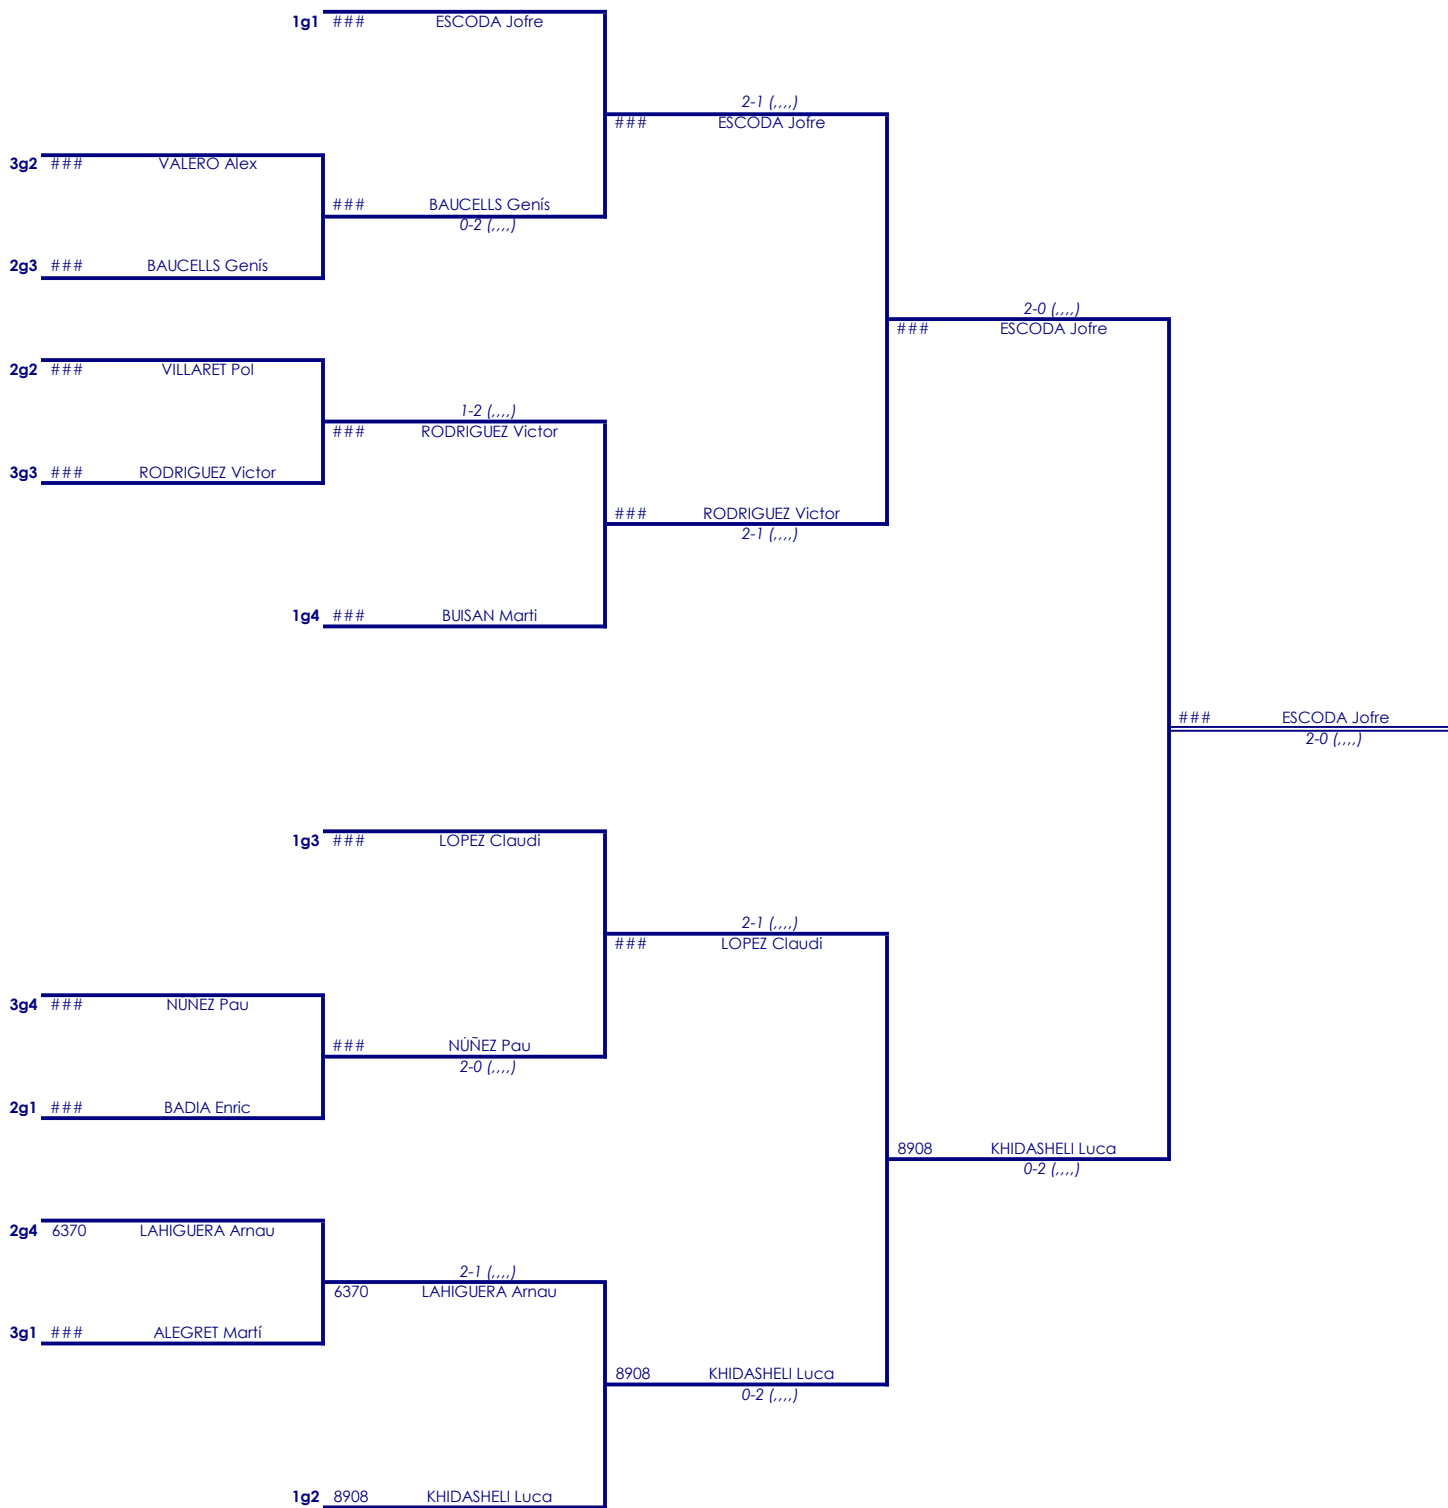 1g1 ### ESCODA Jofre
2-1 (,,,,)
### ESCODA Jofre
3g2 ### VALERO Alex
### BAUCELLS Genís
0-2 (,,,,)
2g3 ### BAUCELLS Genís
2-0 (,,,,)
### ESCODA Jofre
2g2 ### VILLARET Pol
1-2 (,,,,)
### RODRIGUEZ Victor
3g3 ### RODRIGUEZ Victor
### RODRIGUEZ Victor
2-1 (,,,,)
1g4 ### BUISAN Marti
### ESCODA Jofre
2-0 (,,,,)
1g3 ### LOPEZ Claudi
2-1 (,,,,)
### LOPEZ Claudi
3g4 ### NÚÑEZ Pau
### NÚÑEZ Pau
2-0 (,,,,)
2g1 ### BADIA Enric
8908 KHIDASHELI Luca
0-2 (,,,,)
2g4 6370 LAHIGUERA Arnau
2-1 (,,,,)
6370 LAHIGUERA Arnau
3g1 ### ALEGRET Martí
8908 KHIDASHELI Luca
0-2 (,,,,)
1g2 8908 KHIDASHELI Luca